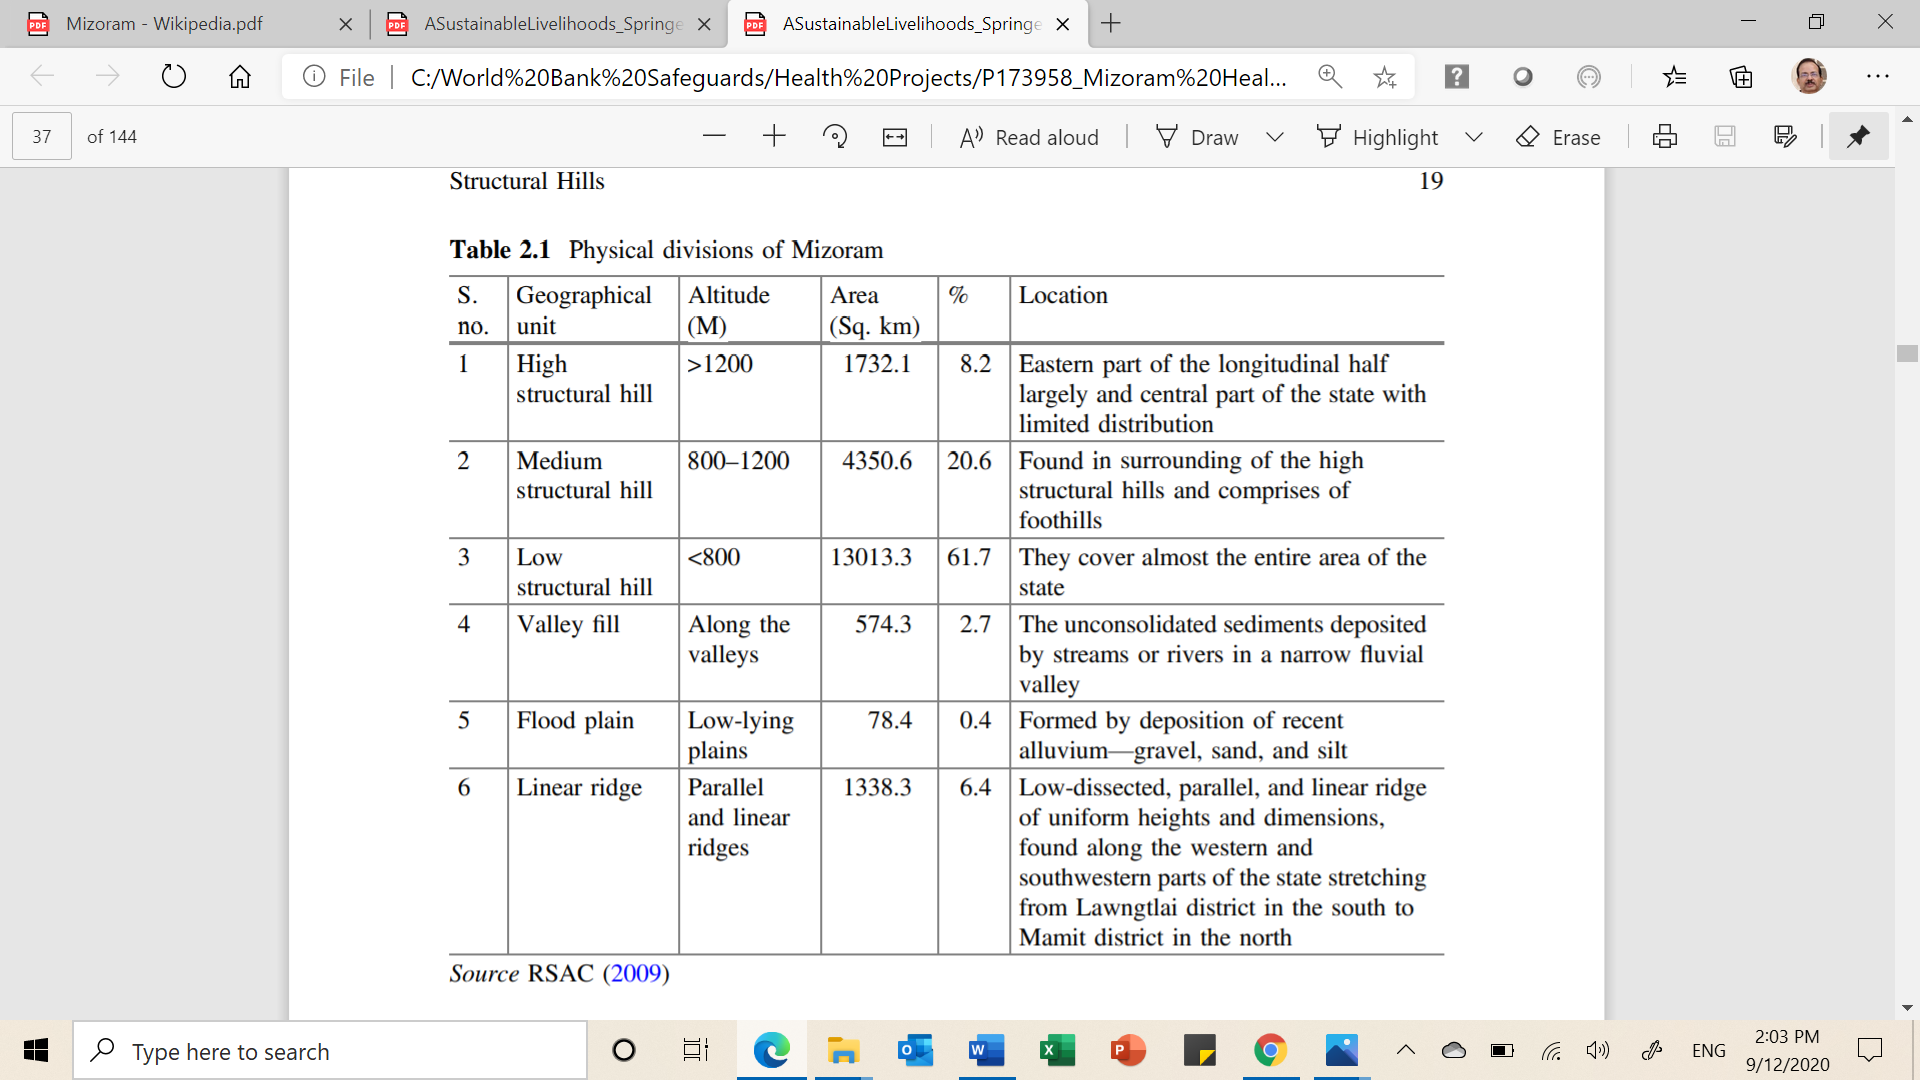 Mizoram - Wikipedia.pdf
ASustainableLivelihoods_Springe
ASustainableLivelihoods_Springe
File
C:/World%20Bank%20Safeguards/Health%20Projects/P173958_Mizoram%20Heal...
37 of 144
Read aloud
Draw
Highlight
Erase
Structural Hills 19
Table 2.1 Physical divisions of Mizoram
S. no. Geographical unit Altitude (M) Area (Sq. km) % Location
1 High structural hill >1200 1732.1 8.2 Eastern part of the longitudinal half
largely and central part of the state with
limited distribution
2 Medium structural hill 800–1200 4350.6 20.6 Found in surrounding of the high
structural hills and comprises of
foothills
3 Low structural hill <800 13013.3 61.7 They cover almost the entire area of the
state
4 Valley fill Along the valleys 574.3 2.7 The unconsolidated sediments deposited
by streams or rivers in a narrow fluvial
valley
5 Flood plain Low-lying plains 78.4 0.4 Formed by deposition of recent
alluvium—gravel, sand, and silt
6 Linear ridge Parallel and linear ridges 1338.3 6.4 Low-dissected, parallel, and linear ridge
of uniform heights and dimensions,
found along the western and
southwestern parts of the state stretching
from Lawngtlai district in the south to
Mamit district in the north
Source RSAC (2009)
Type here to search
ENG
2:03 PM
9/12/2020